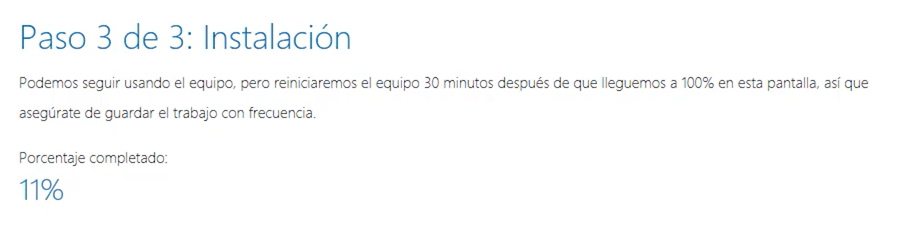 Paso 3 de 3: Instalación
Podemos seguir usando el equipo, pero reiniciaremos el equipo 30 minutos después de que lleguemos a 100% en esta pantalla, así que
asegúrate de guardar el trabajo con frecuencia.
Porcentaje completado:
11%